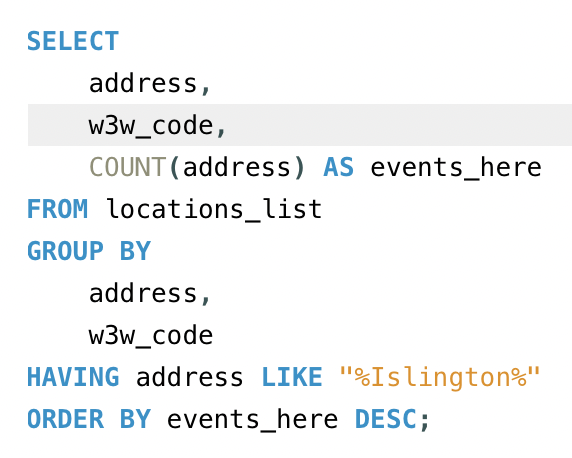 SELECT
    address,
    w3w_code,
    COUNT(address) AS events_here
FROM locations_list
GROUP BY
    address,
    w3w_code
HAVING address LIKE "%Islington%"
ORDER BY events_here DESC;